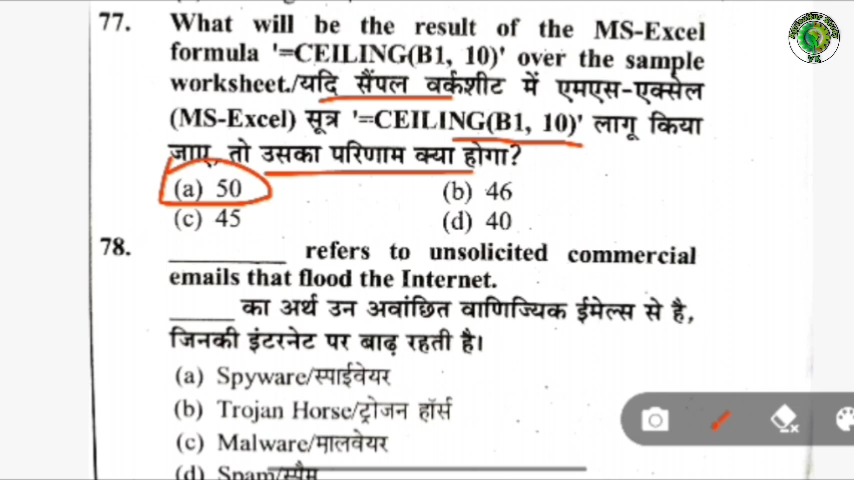 77. What will be the result of the MS-Excel
formula '=CEILING(B1, 10)' over the sample
worksheet./यदि सैंपल वर्कशीट में एमएस-एक्सेल
(MS-Excel) सूत्र '=CEILING(B1, 10)' लागू किया
जाए, तो उसका परिणाम क्या होगा?
(a) 50 (b) 46
(c) 45 (d) 40
78. ________ refers to unsolicited commercial
emails that flood the Internet.
_____ का अर्थ उन अवांछित वाणिज्यिक ईमेल्स से है,
जिनकी इंटरनेट पर बाढ़ रहती है।
(a) Spyware/स्पाईवेयर
(b) Trojan Horse/ट्रोजन हॉर्स
(c) Malware/मालवेयर
(d) Spam/स्पैम